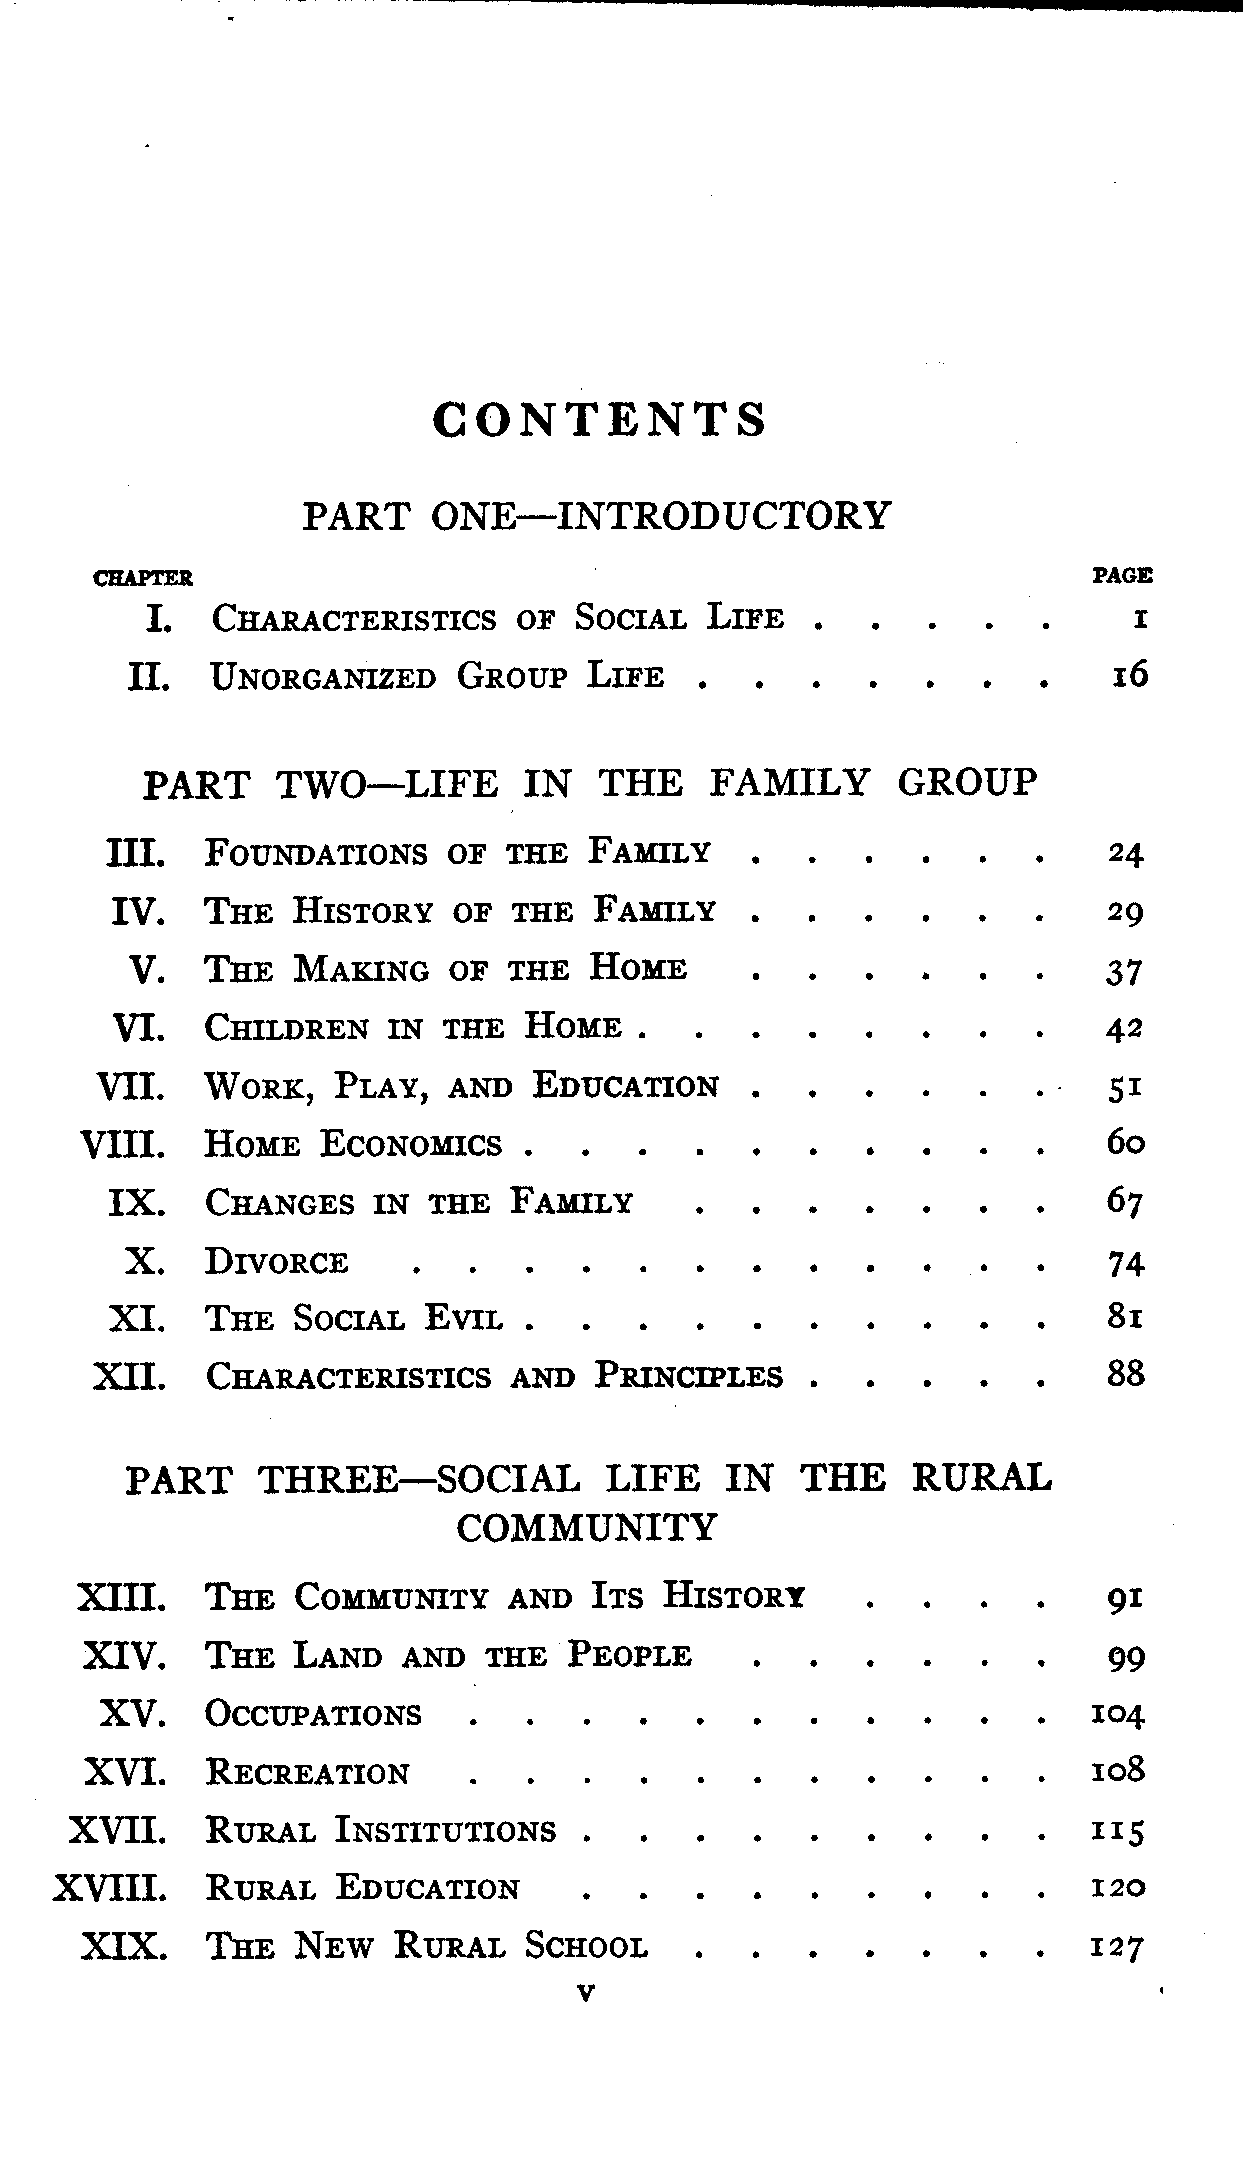 CONTENTS
PART ONE—INTRODUCTORY
CHAPTER PAGE
I. CHARACTERISTICS OF SOCIAL LIFE . . . . . 1
II. UNORGANIZED GROUP LIFE . . . . . . . 16
PART TWO—LIFE IN THE FAMILY GROUP
III. FOUNDATIONS OF THE FAMILY . . . . . . 24
IV. THE HISTORY OF THE FAMILY . . . . . . 29
V. THE MAKING OF THE HOME . . . . . . 37
VI. CHILDREN IN THE HOME . . . . . . . . 42
VII. WORK, PLAY, AND EDUCATION . . . . . . 51
VIII. HOME ECONOMICS . . . . . . . . . . 60
IX. CHANGES IN THE FAMILY . . . . . . . 67
X. DIVORCE . . . . . . . . . . . . 74
XI. THE SOCIAL EVIL . . . . . . . . . . 81
XII. CHARACTERISTICS AND PRINCIPLES . . . . . 88
PART THREE—SOCIAL LIFE IN THE RURAL
COMMUNITY
XIII. THE COMMUNITY AND ITS HISTORY . . . . 91
XIV. THE LAND AND THE PEOPLE . . . . . . 99
XV. OCCUPATIONS . . . . . . . . . . . 104
XVI. RECREATION . . . . . . . . . . . 108
XVII. RURAL INSTITUTIONS . . . . . . . . . 115
XVIII. RURAL EDUCATION . . . . . . . . . 120
XIX. THE NEW RURAL SCHOOL . . . . . . . 127
v